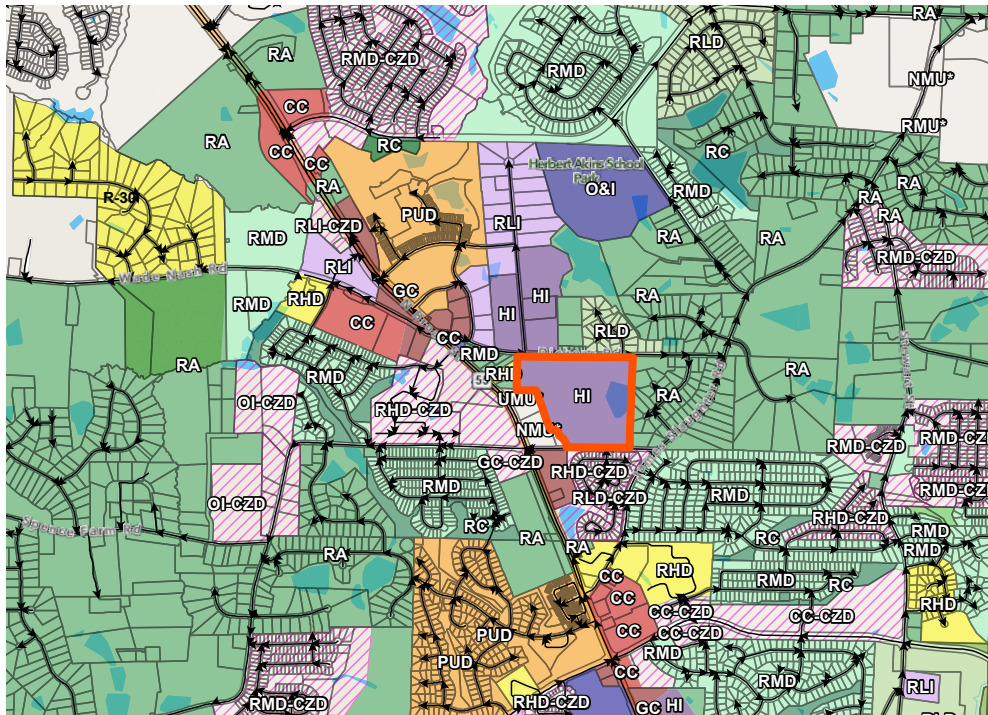 RA
RA
RLD
RMD-CZD
RMD
NMU*
CC
RMU*
RA
CC
RC
RC
CC
Herbert Akins School
Park
RA
RA
O&I
RMD
R-30
RA
PUD
RA
RLI-CZD
RLI
RMD
RA
RA
RMD-CZD
RLI
Wade Nash Rd
RHD
GC
RA
RMD
HI
HI
CC
RLD
CC
RMD
RA
RHD
RA
RMD
55
HI
RA
OI-CZD
UMU*
RHD-CZD
NMU*
RMD-CZD
RMD-CZD
GC-CZD
RHD-CZD
RMD
RMD-CZD
OI-CZD
RLD-CZD
RMD
RHD-CZD
Spence Farm Rd
RC
RA
RA
RC
RMD
RMD
RA
CC
RHD
RMD
RC
CC
RHD
CC-CZD
CC-CZD
CC
CC-CZD
PUD
RMD
PUD
CC
RMD
RLI
RMD-CZD
RHD-CZD
GC
HI